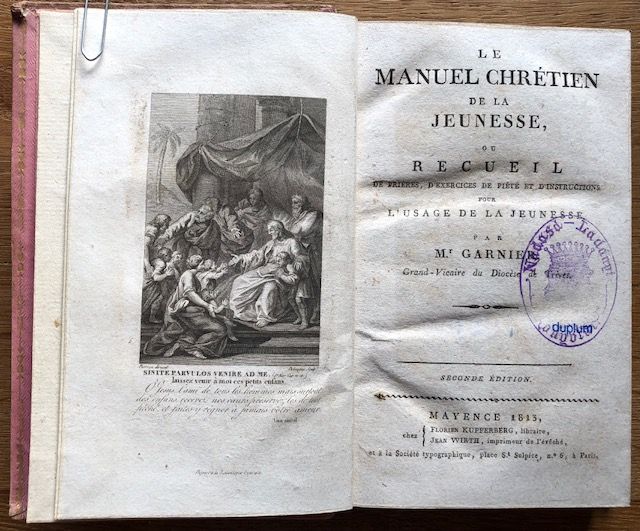 SINITE PARVULOS VENIRE AD ME
laissez venir à moi ces petits enfans
LE
MANUEL CHRÉTIEN
DE LA
JEUNESSE,
OU
RECUEIL
DE PRIÈRES, D'EXERCICES DE PIÉTÉ ET D'INSTRUCTIONS
POUR
L'USAGE DE LA JEUNESSE,
PAR
Mr GARNIER
Grand-Vicaire du Diocèse de Trèves.
duplum
SECONDE ÉDITION.
MAYENCE 1813,
chez { FLORIEN KUPFERBERG, libraire,
JEAN WIRTH, imprimeur de l'évêché,
et à la Société typographique, place St. Sulpice, n.° 6, à Paris.